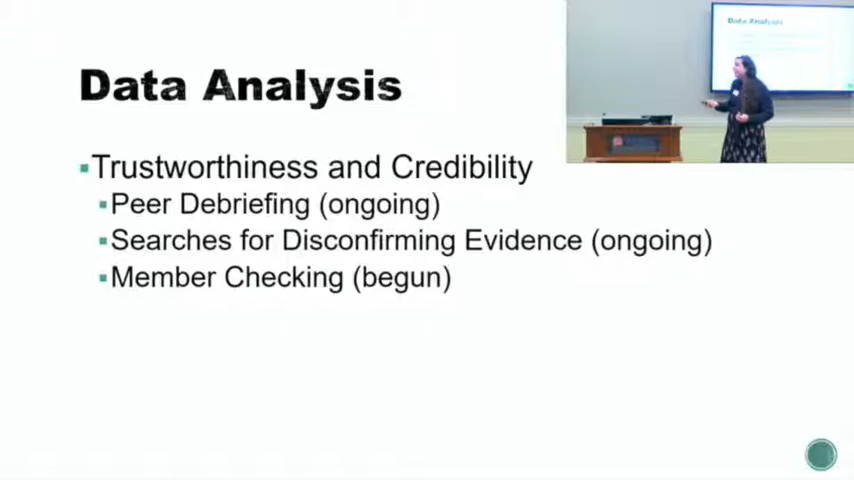 Data Analysis
Trustworthiness and Credibility
Peer Debriefing (ongoing)
Searches for Disconfirming Evidence (ongoing)
Member Checking (begun)
Data Analysis